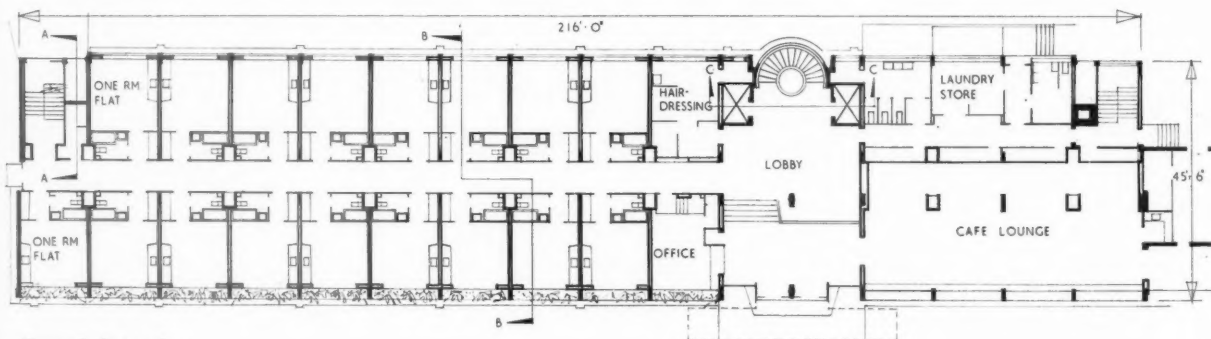 216'·0"
A
B
ONE RM.
FLAT
C
HAIR-
DRESSING
C
LAUNDRY
STORE
LOBBY
A
45'·6"
ONE RM
FLAT
OFFICE
CAFE LOUNGE
B